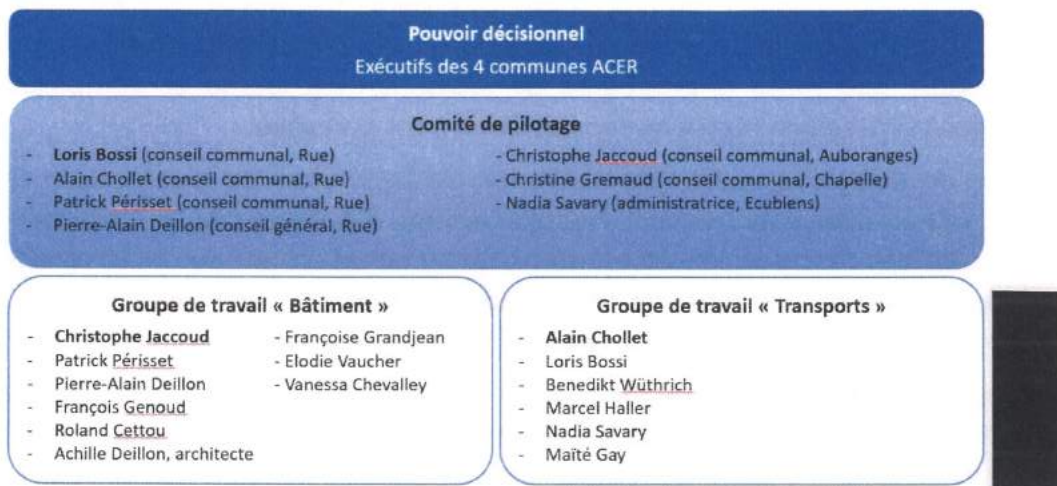 Pouvoir décisionnel
Exécutifs des 4 communes ACER
Comité de pilotage
- Loris Bossi (conseil communal, Rue)
- Alain Chollet (conseil communal, Rue)
- Patrick Périsset (conseil communal, Rue)
- Pierre-Alain Deillon (conseil général, Rue)
- Christophe Jaccoud (conseil communal, Auboranges)
- Christine Gremaud (conseil communal, Chapelle)
- Nadia Savary (administratrice, Ecublens)
Groupe de travail « Bâtiment »
- Christophe Jaccoud
- Patrick Périsset
- Pierre-Alain Deillon
- François Genoud
- Roland Cettou
- Achille Deillon, architecte
- Françoise Grandjean
- Elodie Vaucher
- Vanessa Chevalley
Groupe de travail « Transports »
- Alain Chollet
- Loris Bossi
- Benedikt Wüthrich
- Marcel Haller
- Nadia Savary
- Maïté Gay